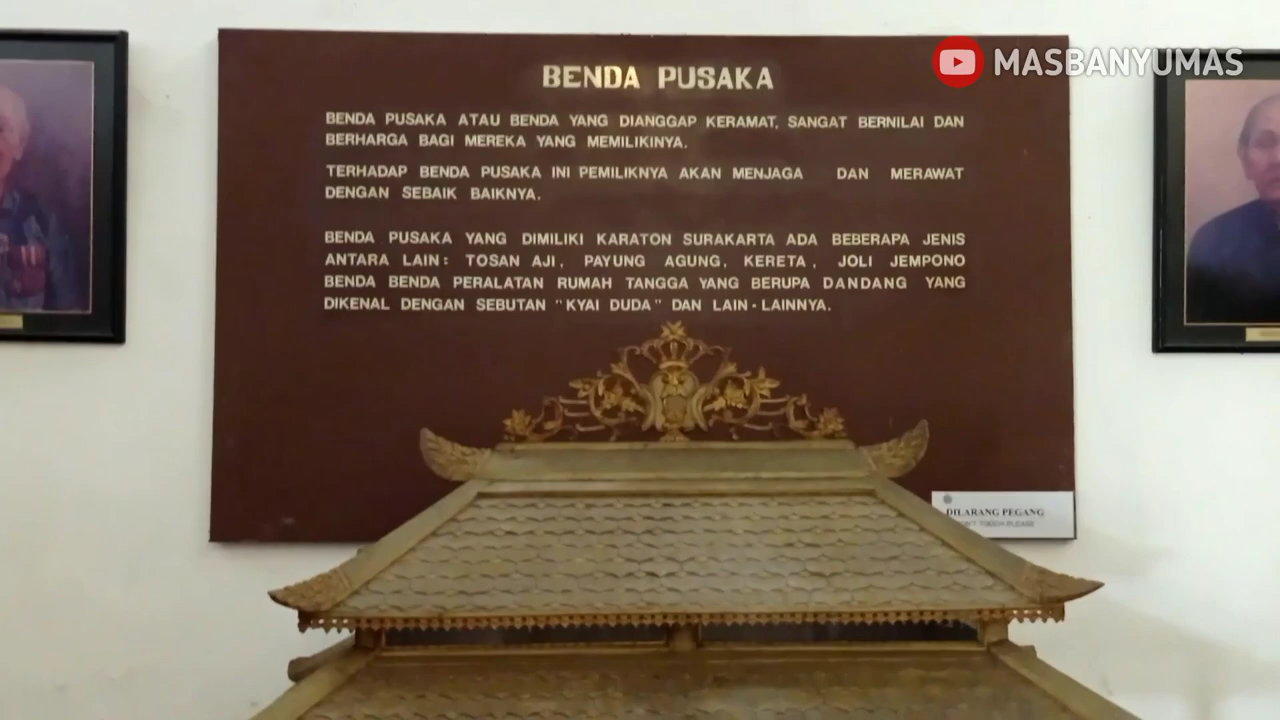 MASBANYUMAS
BENDA PUSAKA
BENDA PUSAKA ATAU BENDA YANG DIANGGAP KERAMAT, SANGAT BERNILAI DAN
BERHARGA BAGI MEREKA YANG MEMILIKINYA.
TERHADAP BENDA PUSAKA INI PEMILIKNYA AKAN MENJAGA DAN MERAWAT
DENGAN SEBAIK BAIKNYA.
BENDA PUSAKA YANG DIMILIKI KARATON SURAKARTA ADA BEBERAPA JENIS
ANTARA LAIN: TOSAN AJI, PAYUNG AGUNG, KERETA, JOLI JEMPONO
BENDA BENDA PERALATAN RUMAH TANGGA YANG BERUPA DANDANG YANG
DIKENAL DENGAN SEBUTAN "KYAI DUDA" DAN LAIN-LAINNYA.
DILARANG PEGANG
TOUCH PLEASE